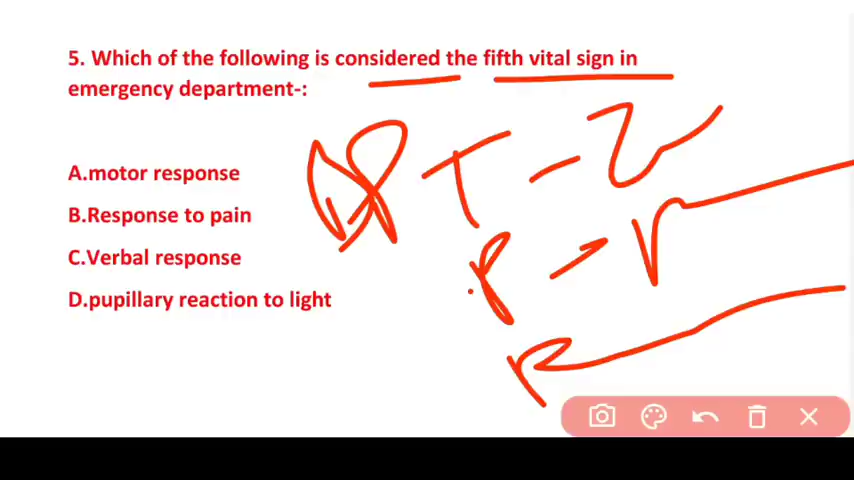 5. Which of the following is considered the fifth vital sign in
emergency department-:
A.motor response
B.Response to pain
C.Verbal response
D.pupillary reaction to light